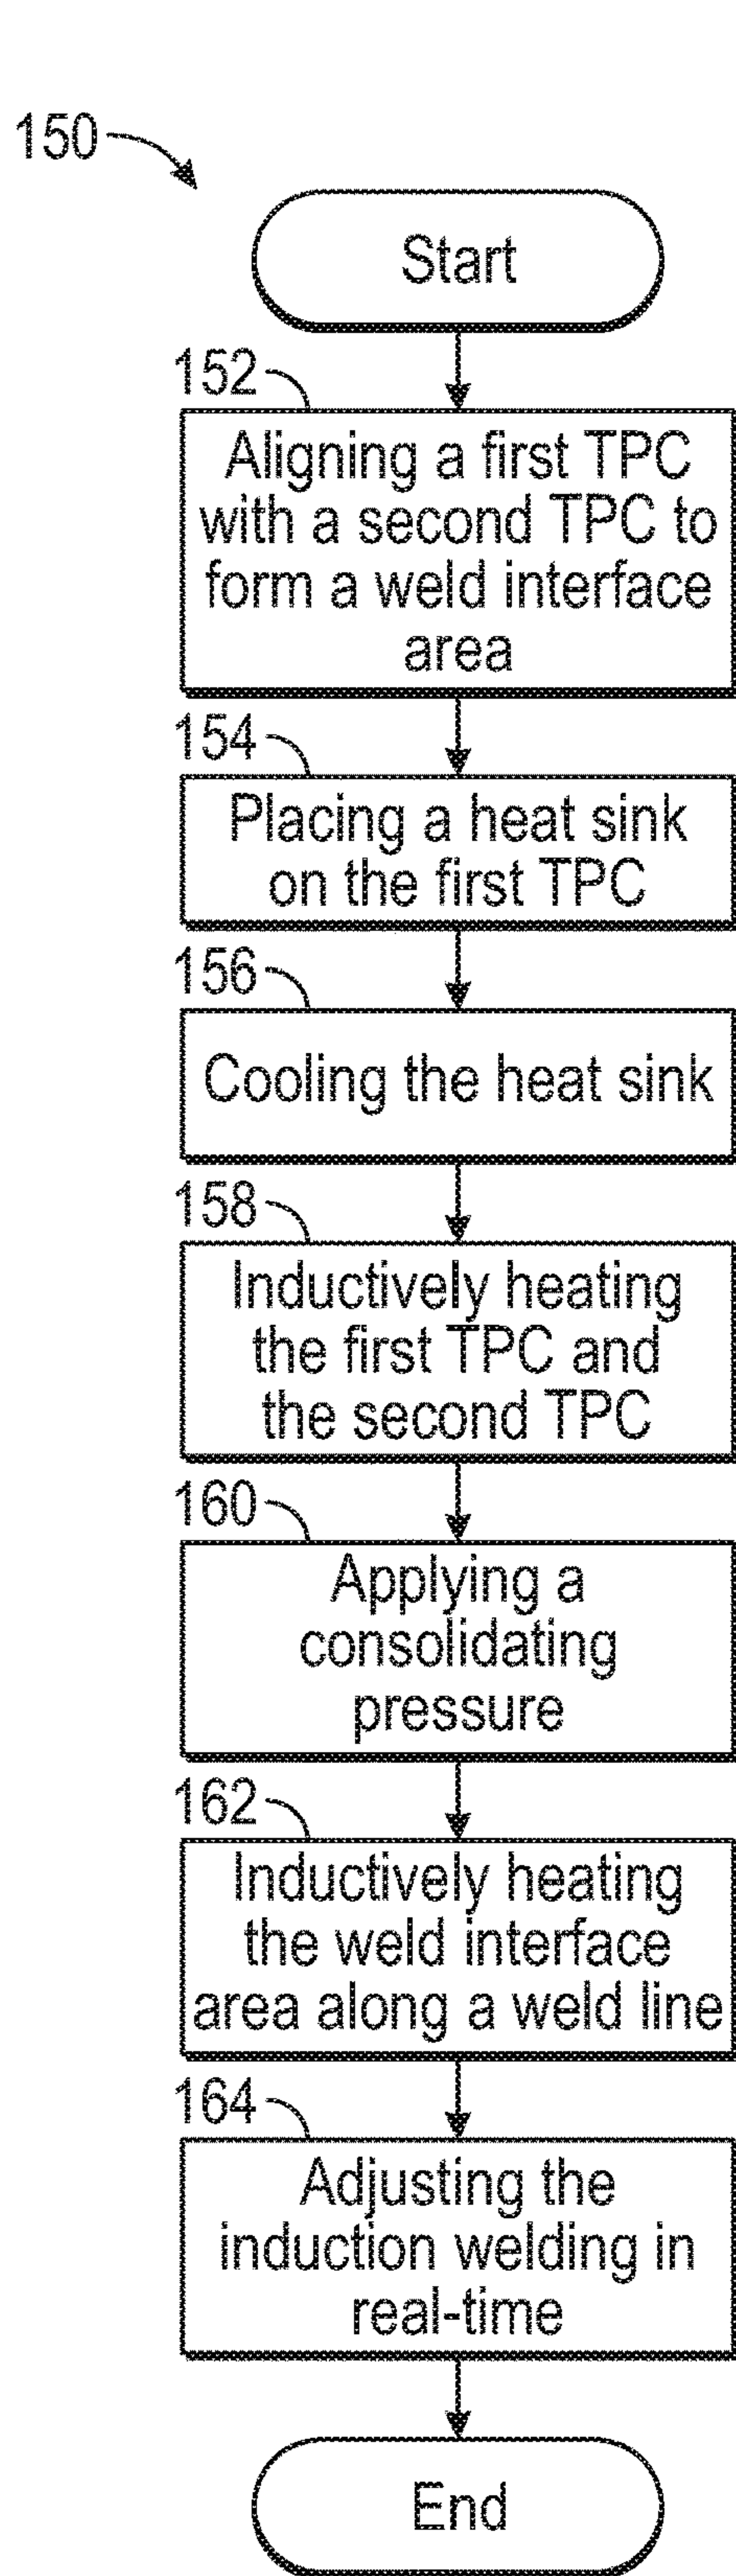 150
Start
152
Aligning a first TPC
with a second TPC to
form a weld interface
area
154
Placing a heat sink
on the first TPC
156
Cooling the heat sink
158
Inductively heating
the first TPC and
the second TPC
160
Applying a
consolidating
pressure
162
Inductively heating
the weld interface
area along a weld line
164
Adjusting the
induction welding in
real-time
End